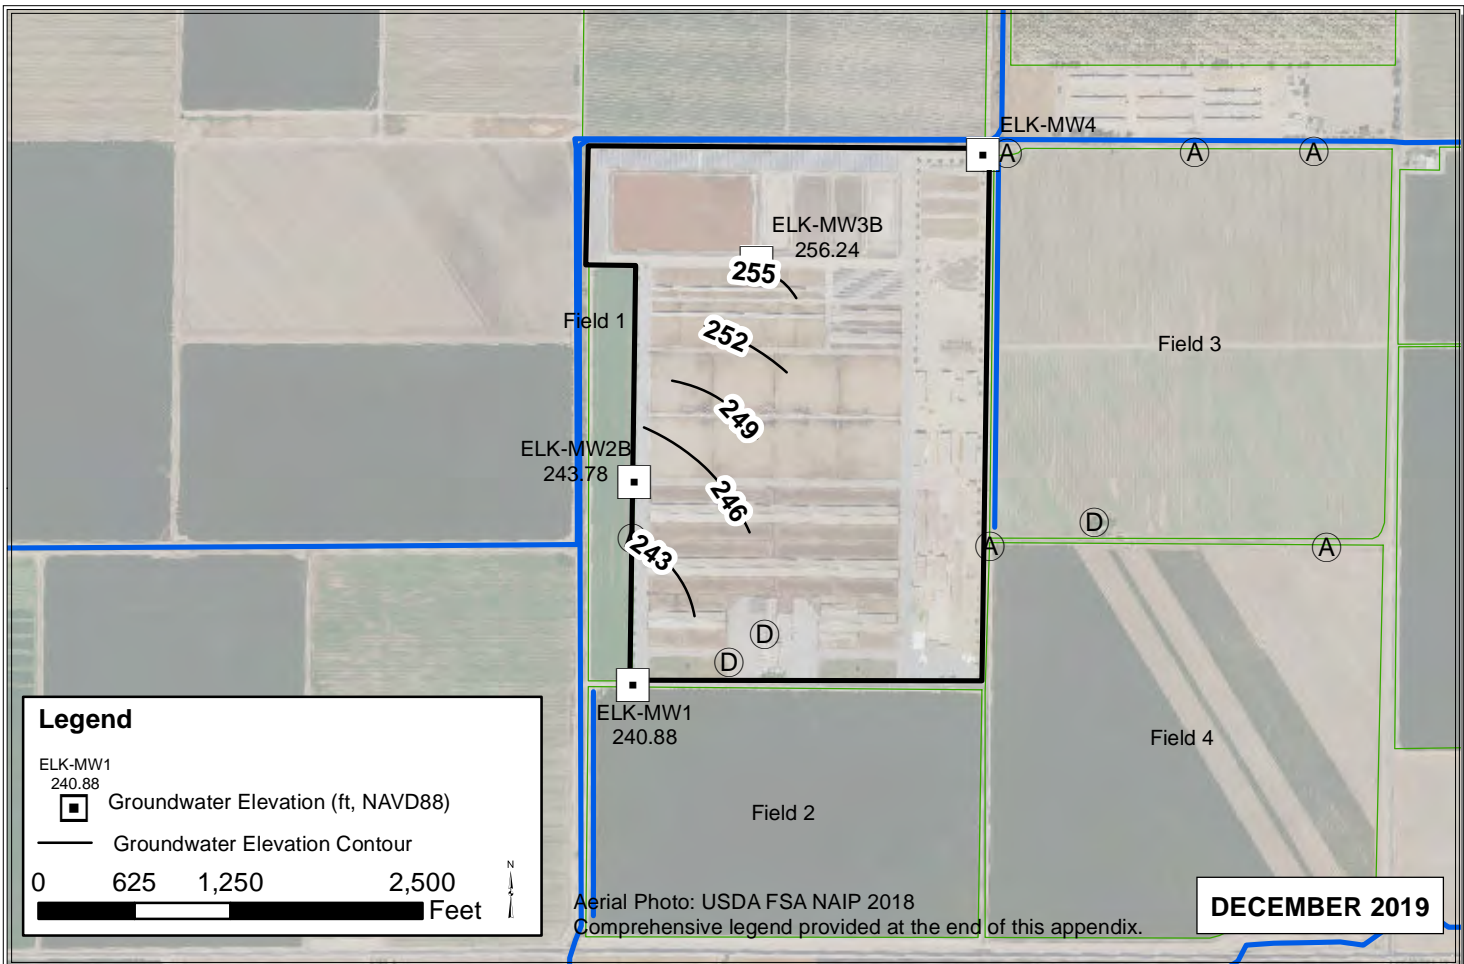 ELK-MW4
A
A
A
ELK-MW3B
256.24
255
Field 1
252
Field 3
249
ELK-MW2B
243.78
246
D
243
A
A
D
D
ELK-MW1
240.88
Field 4
Field 2
Legend
ELK-MW1
240.88
Groundwater Elevation (ft, NAVD88)
Groundwater Elevation Contour
0 625 1,250 2,500
Feet
N
Aerial Photo: USDA FSA NAIP 2018
Comprehensive legend provided at the end of this appendix.
DECEMBER 2019